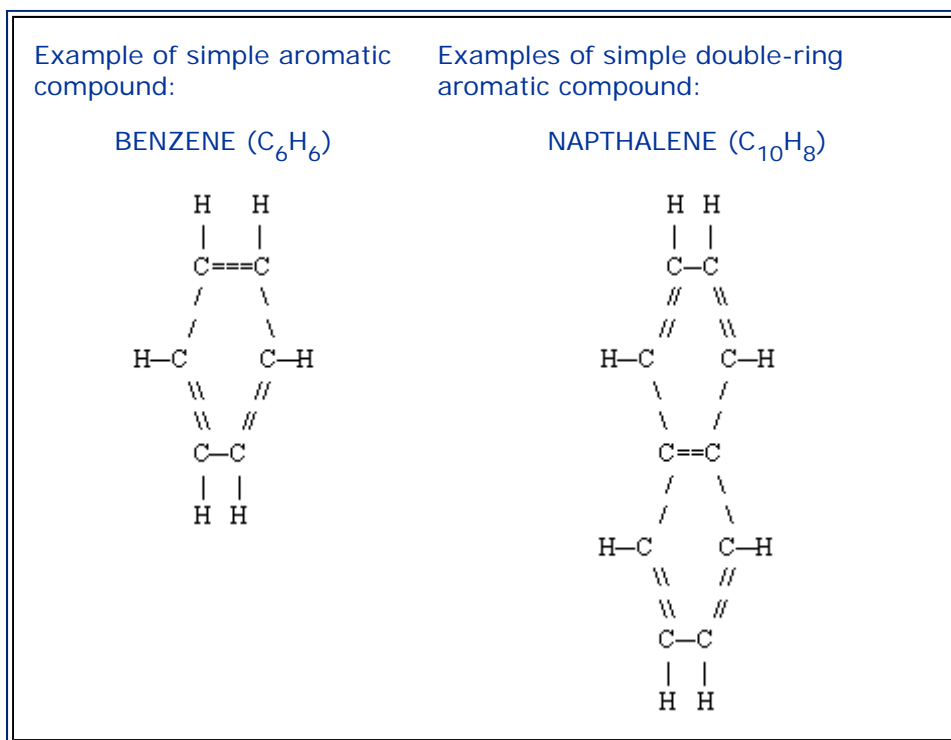 Example of simple aromatic
compound:
BENZENE (C6H6)
H H
|  |
C===C
/ \
/ \
H—C C—H
\\ //
\\ //
C—C
| |
H H
Examples of simple double-ring
aromatic compound:
NAPTHALENE (C10H8)
H H
| |
C—C
// \\
// \\
H—C C—H
\ /
\ /
C==C
/ \
/ \
H—C C—H
\\ //
\\ //
C—C
| |
H H